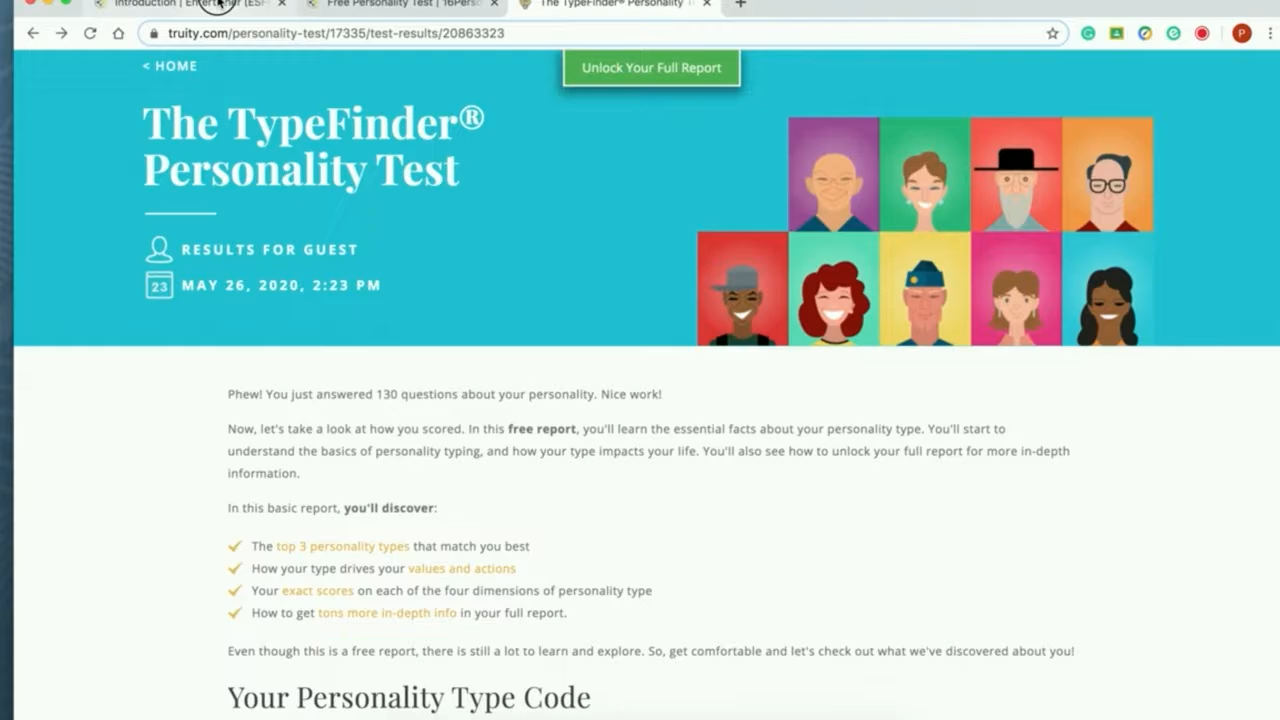 Introduction | Entertainer (ESF
Free Personality Test | 16Perso
The TypeFinder® Personality T
truity.com/personality-test/17335/test-results/20863323
P
< HOME
Unlock Your Full Report
The TypeFinder®
Personality Test
RESULTS FOR GUEST
23 MAY 26, 2020, 2:23 PM
Phew! You just answered 130 questions about your personality. Nice work!
Now, let's take a look at how you scored. In this free report, you'll learn the essential facts about your personality type. You'll start to
understand the basics of personality typing, and how your type impacts your life. You'll also see how to unlock your full report for more in-depth
information.
In this basic report, you'll discover:
The top 3 personality types that match you best
How your type drives your values and actions
Your exact scores on each of the four dimensions of personality type
How to get tons more in-depth info in your full report.
Even though this is a free report, there is still a lot to learn and explore. So, get comfortable and let's check out what we've discovered about you!
Your Personality Type Code